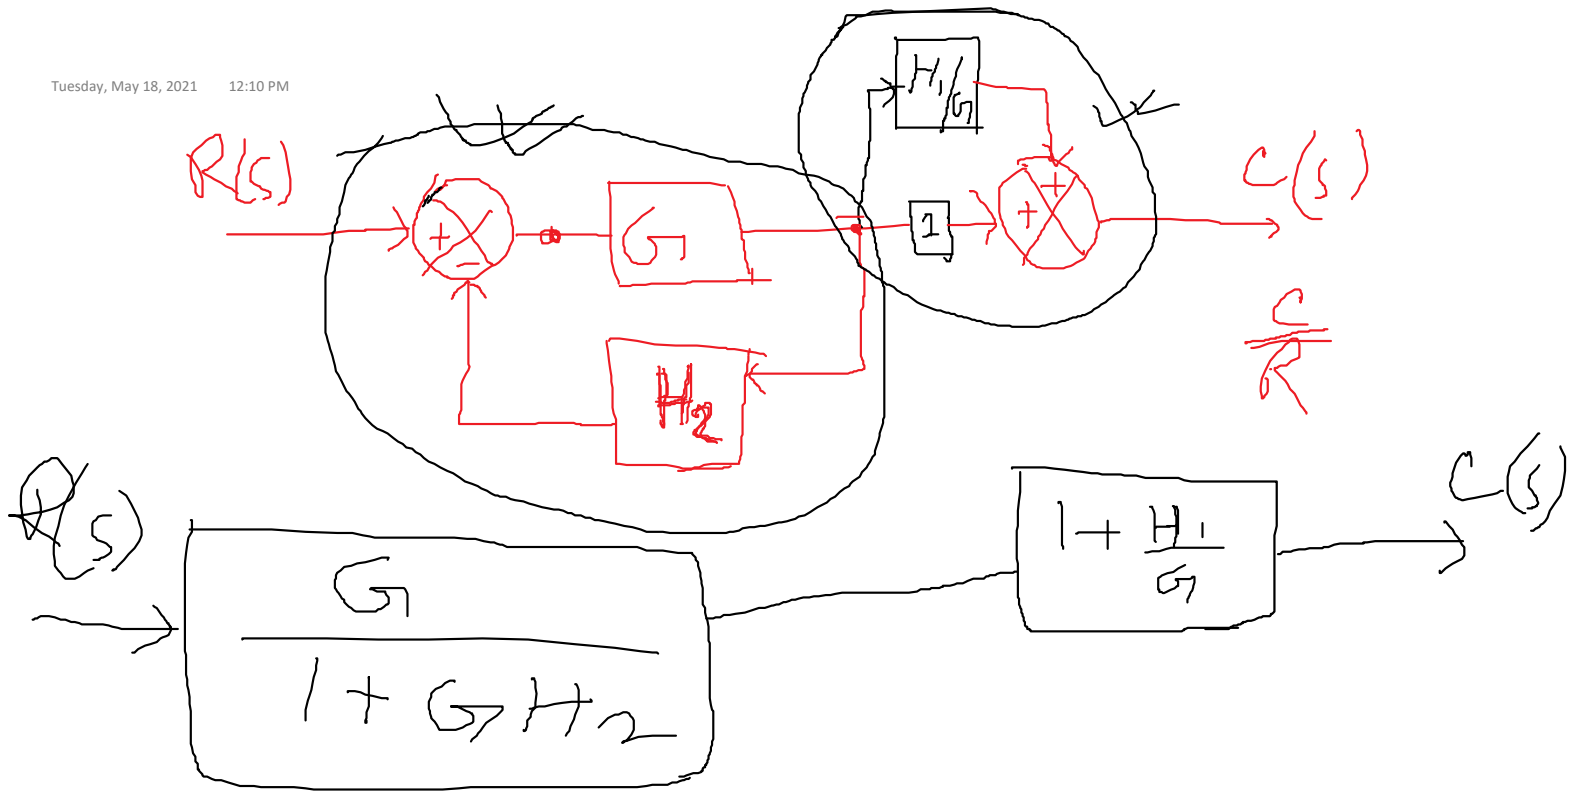 Tuesday, May 18, 2021 12:10 PM
H1/G
R(s)
C(s)
+
-
G
1
+
+
H2
C/R
R(s)
C(s)
G
1 + GH2
1 + H1/G